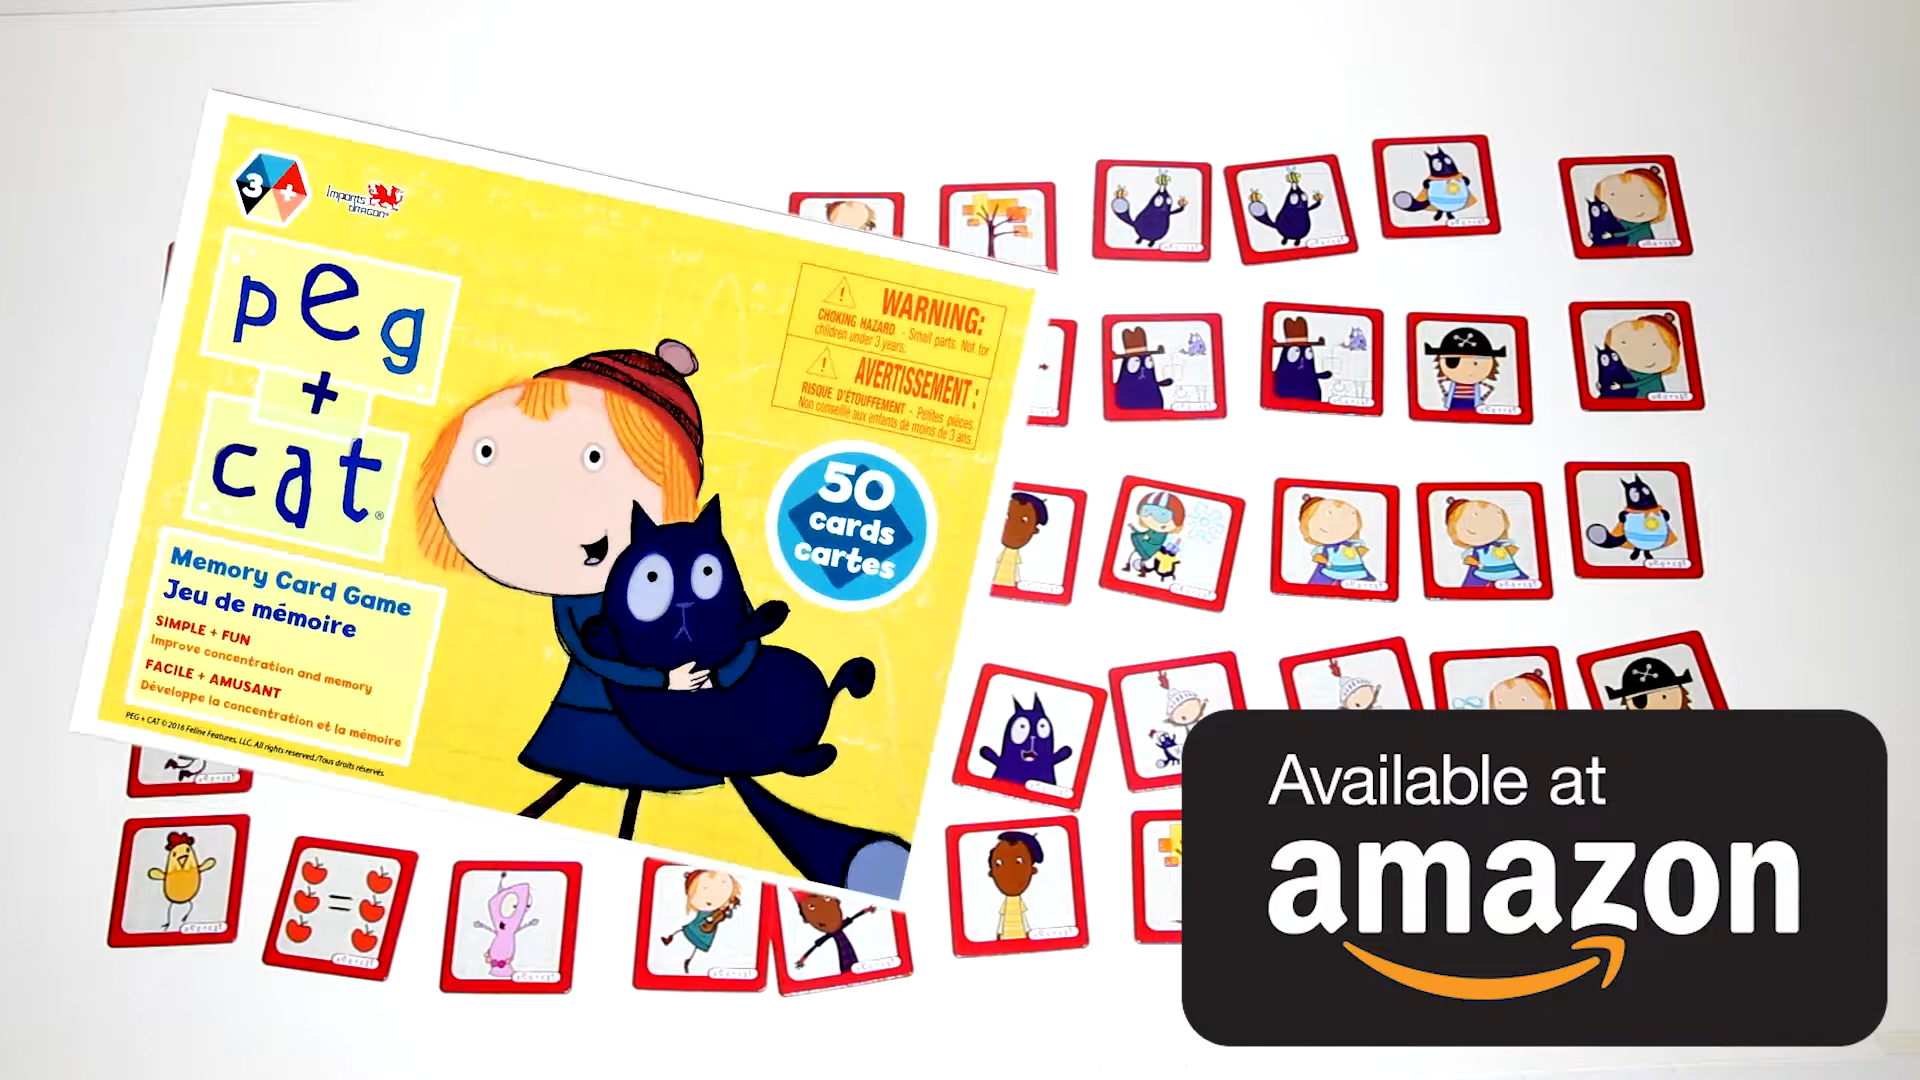 3+
Imports
DRAGON®
peg
+
cat®
Memory Card Game
Jeu de mémoire
SIMPLE + FUN
Improve concentration and memory
FACILE + AMUSANT
Développe la concentration et la mémoire
PEG + CAT © 2016 Feline Features, LLC. All rights reserved./Tous droits réservés.
WARNING:
CHOKING HAZARD - Small parts. Not for
children under 3 years.
AVERTISSEMENT :
RISQUE D'ÉTOUFFEMENT - Petites pièces.
Non conseillé aux enfants de moins de 3 ans.
50
cards
cartes
Available at
amazon